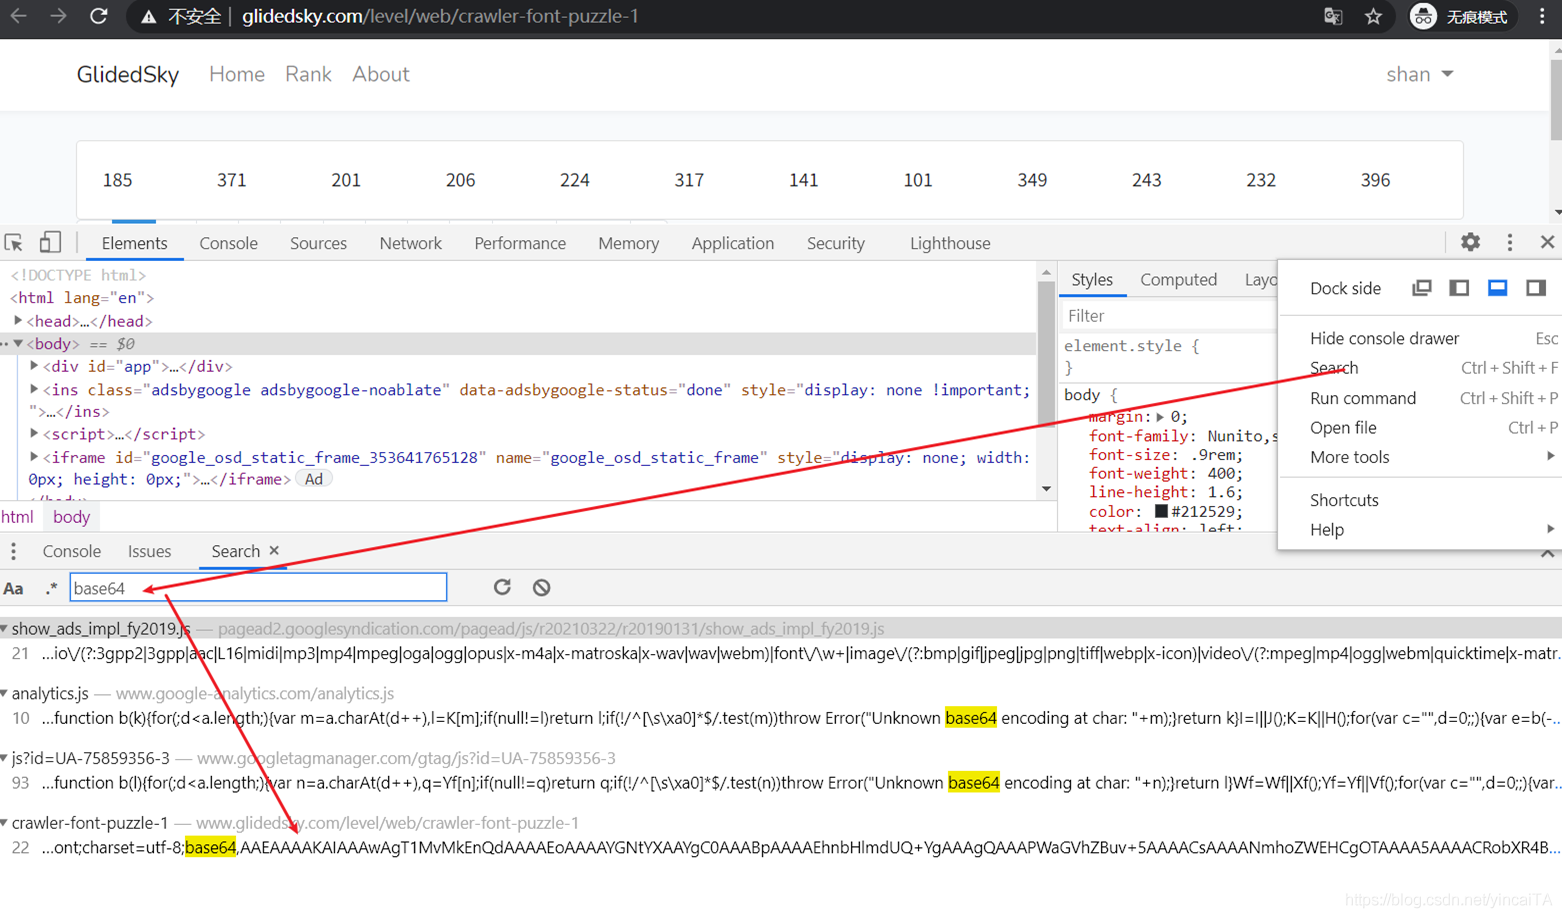 不安全 | glidedsky.com/level/web/crawler-font-puzzle-1 无痕模式
GlidedSky Home Rank About shan
185 371 201 206 224 317 141 101 349 243 232 396
Elements Console Sources Network Performance Memory Application Security Lighthouse
<!DOCTYPE html>
<html lang="en">
<head>…</head>
<body> == $0
<div id="app">…</div>
<ins class="adsbygoogle adsbygoogle-noablate" data-adsbygoogle-status="done" style="display: none !important;
">…</ins>
<script>…</script>
<iframe id="google_osd_static_frame_353641765128" name="google_osd_static_frame" style="display: none; width:
0px; height: 0px;">…</iframe> Ad
html body
Styles Computed Layo
Filter
element.style {
}
body {
margin: 0;
font-family: Nunito,s
font-size: .9rem;
font-weight: 400;
line-height: 1.6;
color: #212529;
text-align: left;
Dock side
Hide console drawer Esc
Search Ctrl + Shift + F
Run command Ctrl + Shift + P
Open file Ctrl + P
More tools
Shortcuts
Help
Console Issues Search ×
Aa .* base64
show_ads_impl_fy2019.js — pagead2.googlesyndication.com/pagead/js/r20210322/r20190131/show_ads_impl_fy2019.js
21 …io\/(?:3gpp2|3gpp|aac|L16|midi|mp3|mp4|mpeg|oga|ogg|opus|x-m4a|x-matroska|x-wav|wav|webm)|font\/\w+|image\/(?:bmp|gif|jpeg|jpg|png|tiff|webp|x-icon)|video\/(?:mpeg|mp4|ogg|webm|quicktime|x-matr…
analytics.js — www.google-analytics.com/analytics.js
10 …function b(k){for(;d<a.length;){var m=a.charAt(d++),l=K[m];if(null!=l)return l;if(!/^[\s\xa0]*$/.test(m))throw Error("Unknown base64 encoding at char: "+m);}return k}I=I||J();K=K||H();for(var c="",d=0;;){var e=b(-…
js?id=UA-75859356-3 — www.googletagmanager.com/gtag/js?id=UA-75859356-3
93 …function b(l){for(;d<a.length;){var n=a.charAt(d++),q=Yf[n];if(null!=q)return q;if(!/^[\s\xa0]*$/.test(n))throw Error("Unknown base64 encoding at char: "+n);}return l}Wf=Wf||Xf();Yf=Yf||Vf();for(var c="",d=0;;){var…
crawler-font-puzzle-1 — www.glidedsky.com/level/web/crawler-font-puzzle-1
22 …ont;charset=utf-8;base64,AAEAAAAKAIAAAwAgT1MvMkEnQdAAAAEoAAAAYGNtYXAAYgC0AAABpAAAAEhnbHlmdUQ+YgAAAgQAAAPWaGVhZBuv+5AAAACsAAAANmhoZWEHCgOTAAAA5AAAACRobXR4B…
https://blog.csdn.net/yincaiTA